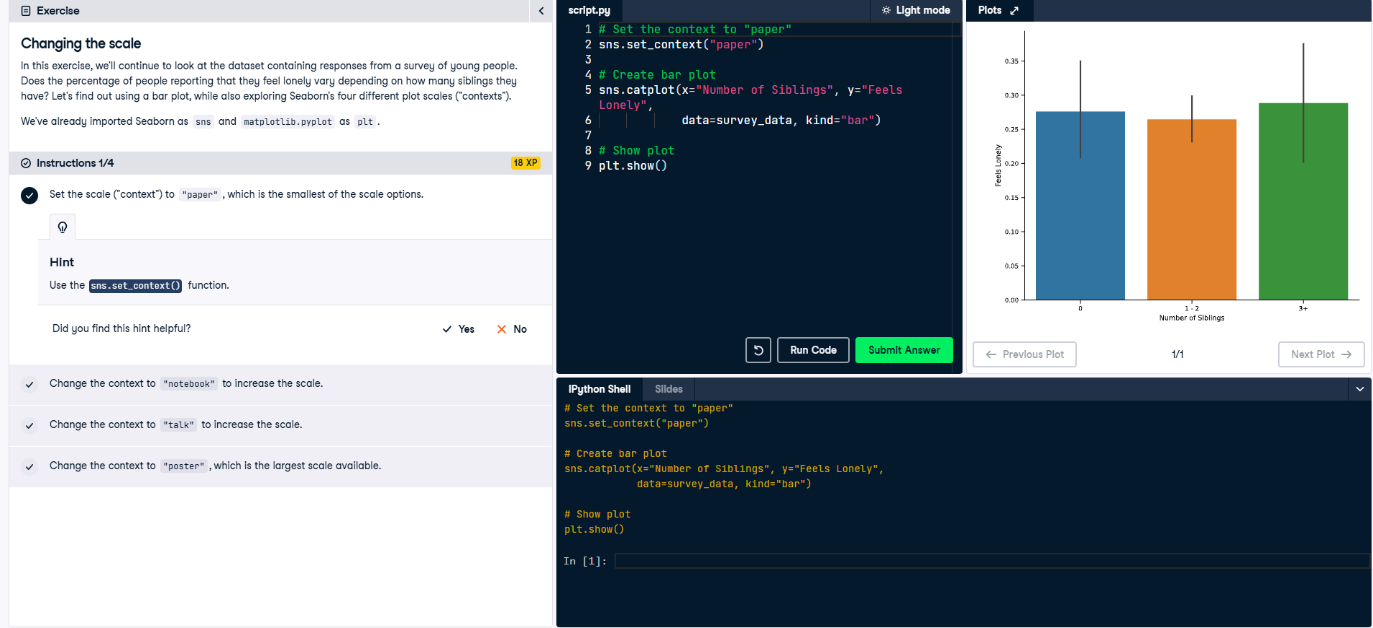 Exercise
Changing the scale
In this exercise, we'll continue to look at the dataset containing responses from a survey of young people.
Does the percentage of people reporting that they feel lonely vary depending on how many siblings they
have? Let's find out using a bar plot, while also exploring Seaborn's four different plot scales ("contexts").
We've already imported Seaborn as sns and matplotlib.pyplot as plt.
Instructions 1/4
18 XP
Set the scale ("context") to "paper", which is the smallest of the scale options.
Hint
Use the sns.set_context() function.
Did you find this hint helpful?
Yes
No
Change the context to "notebook" to increase the scale.
Change the context to "talk" to increase the scale.
Change the context to "poster", which is the largest scale available.
script.py
Light mode
1 # Set the context to "paper"
2 sns.set_context("paper")
3
4 # Create bar plot
5 sns.catplot(x="Number of Siblings", y="Feels
Lonely",
6 data=survey_data, kind="bar")
7
8 # Show plot
9 plt.show()
Run Code
Submit Answer
Plots
0.35
0.30
0.25
0.20
0.15
0.10
0.05
0.00
Feels Lonely
0
1 - 2
3+
Number of Siblings
Previous Plot
1/1
Next Plot
IPython Shell
Slides
# Set the context to "paper"
sns.set_context("paper")
# Create bar plot
sns.catplot(x="Number of Siblings", y="Feels Lonely",
data=survey_data, kind="bar")
# Show plot
plt.show()
In [1]: